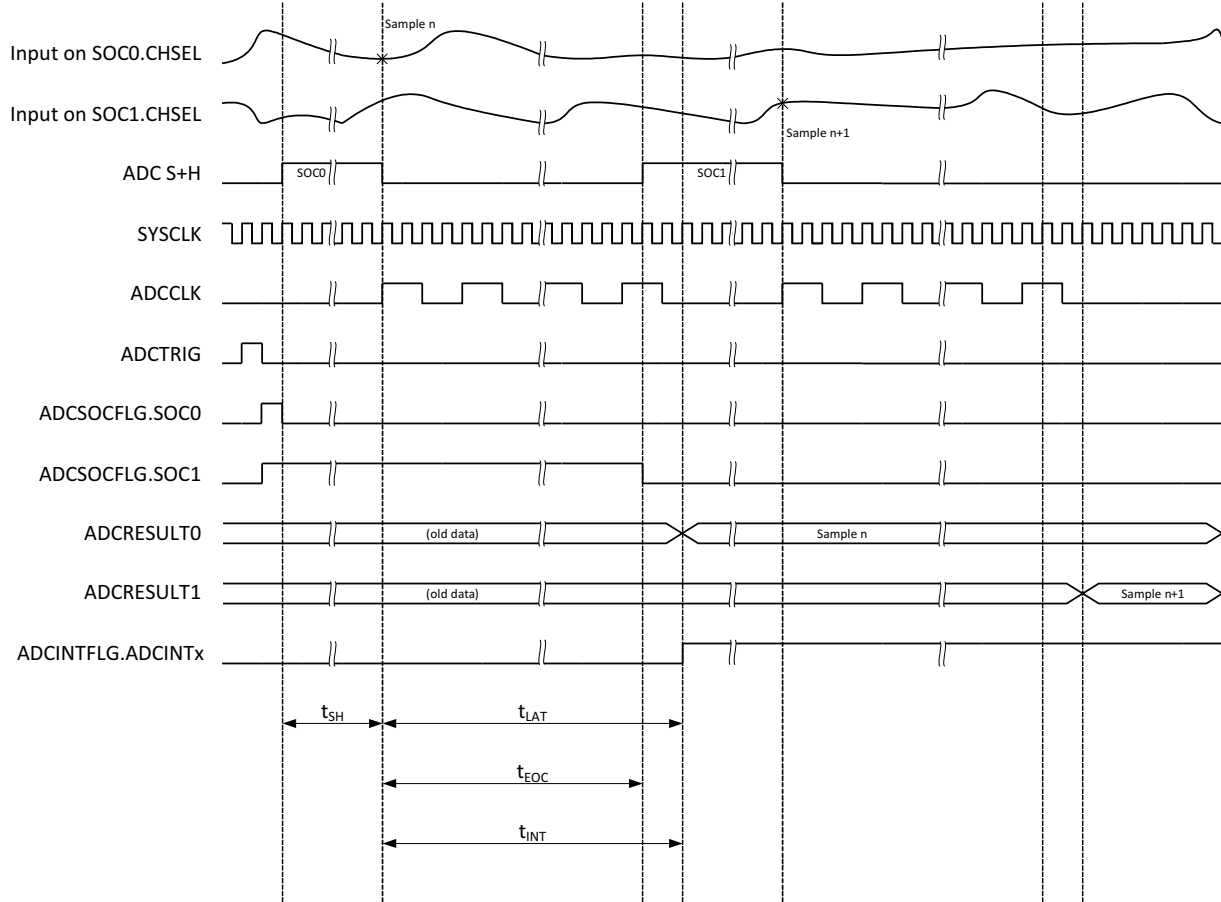 Sample n
Input on SOC0.CHSEL
Input on SOC1.CHSEL
Sample n+1
ADC S+H
SOC0
SOC1
SYSCLK
ADCCLK
ADCTRIG
ADCSOCFLG.SOC0
ADCSOCFLG.SOC1
ADCRESULT0
(old data)
Sample n
ADCRESULT1
(old data)
Sample n+1
ADCINTFLG.ADCINTx
tSH
tLAT
tEOC
tINT